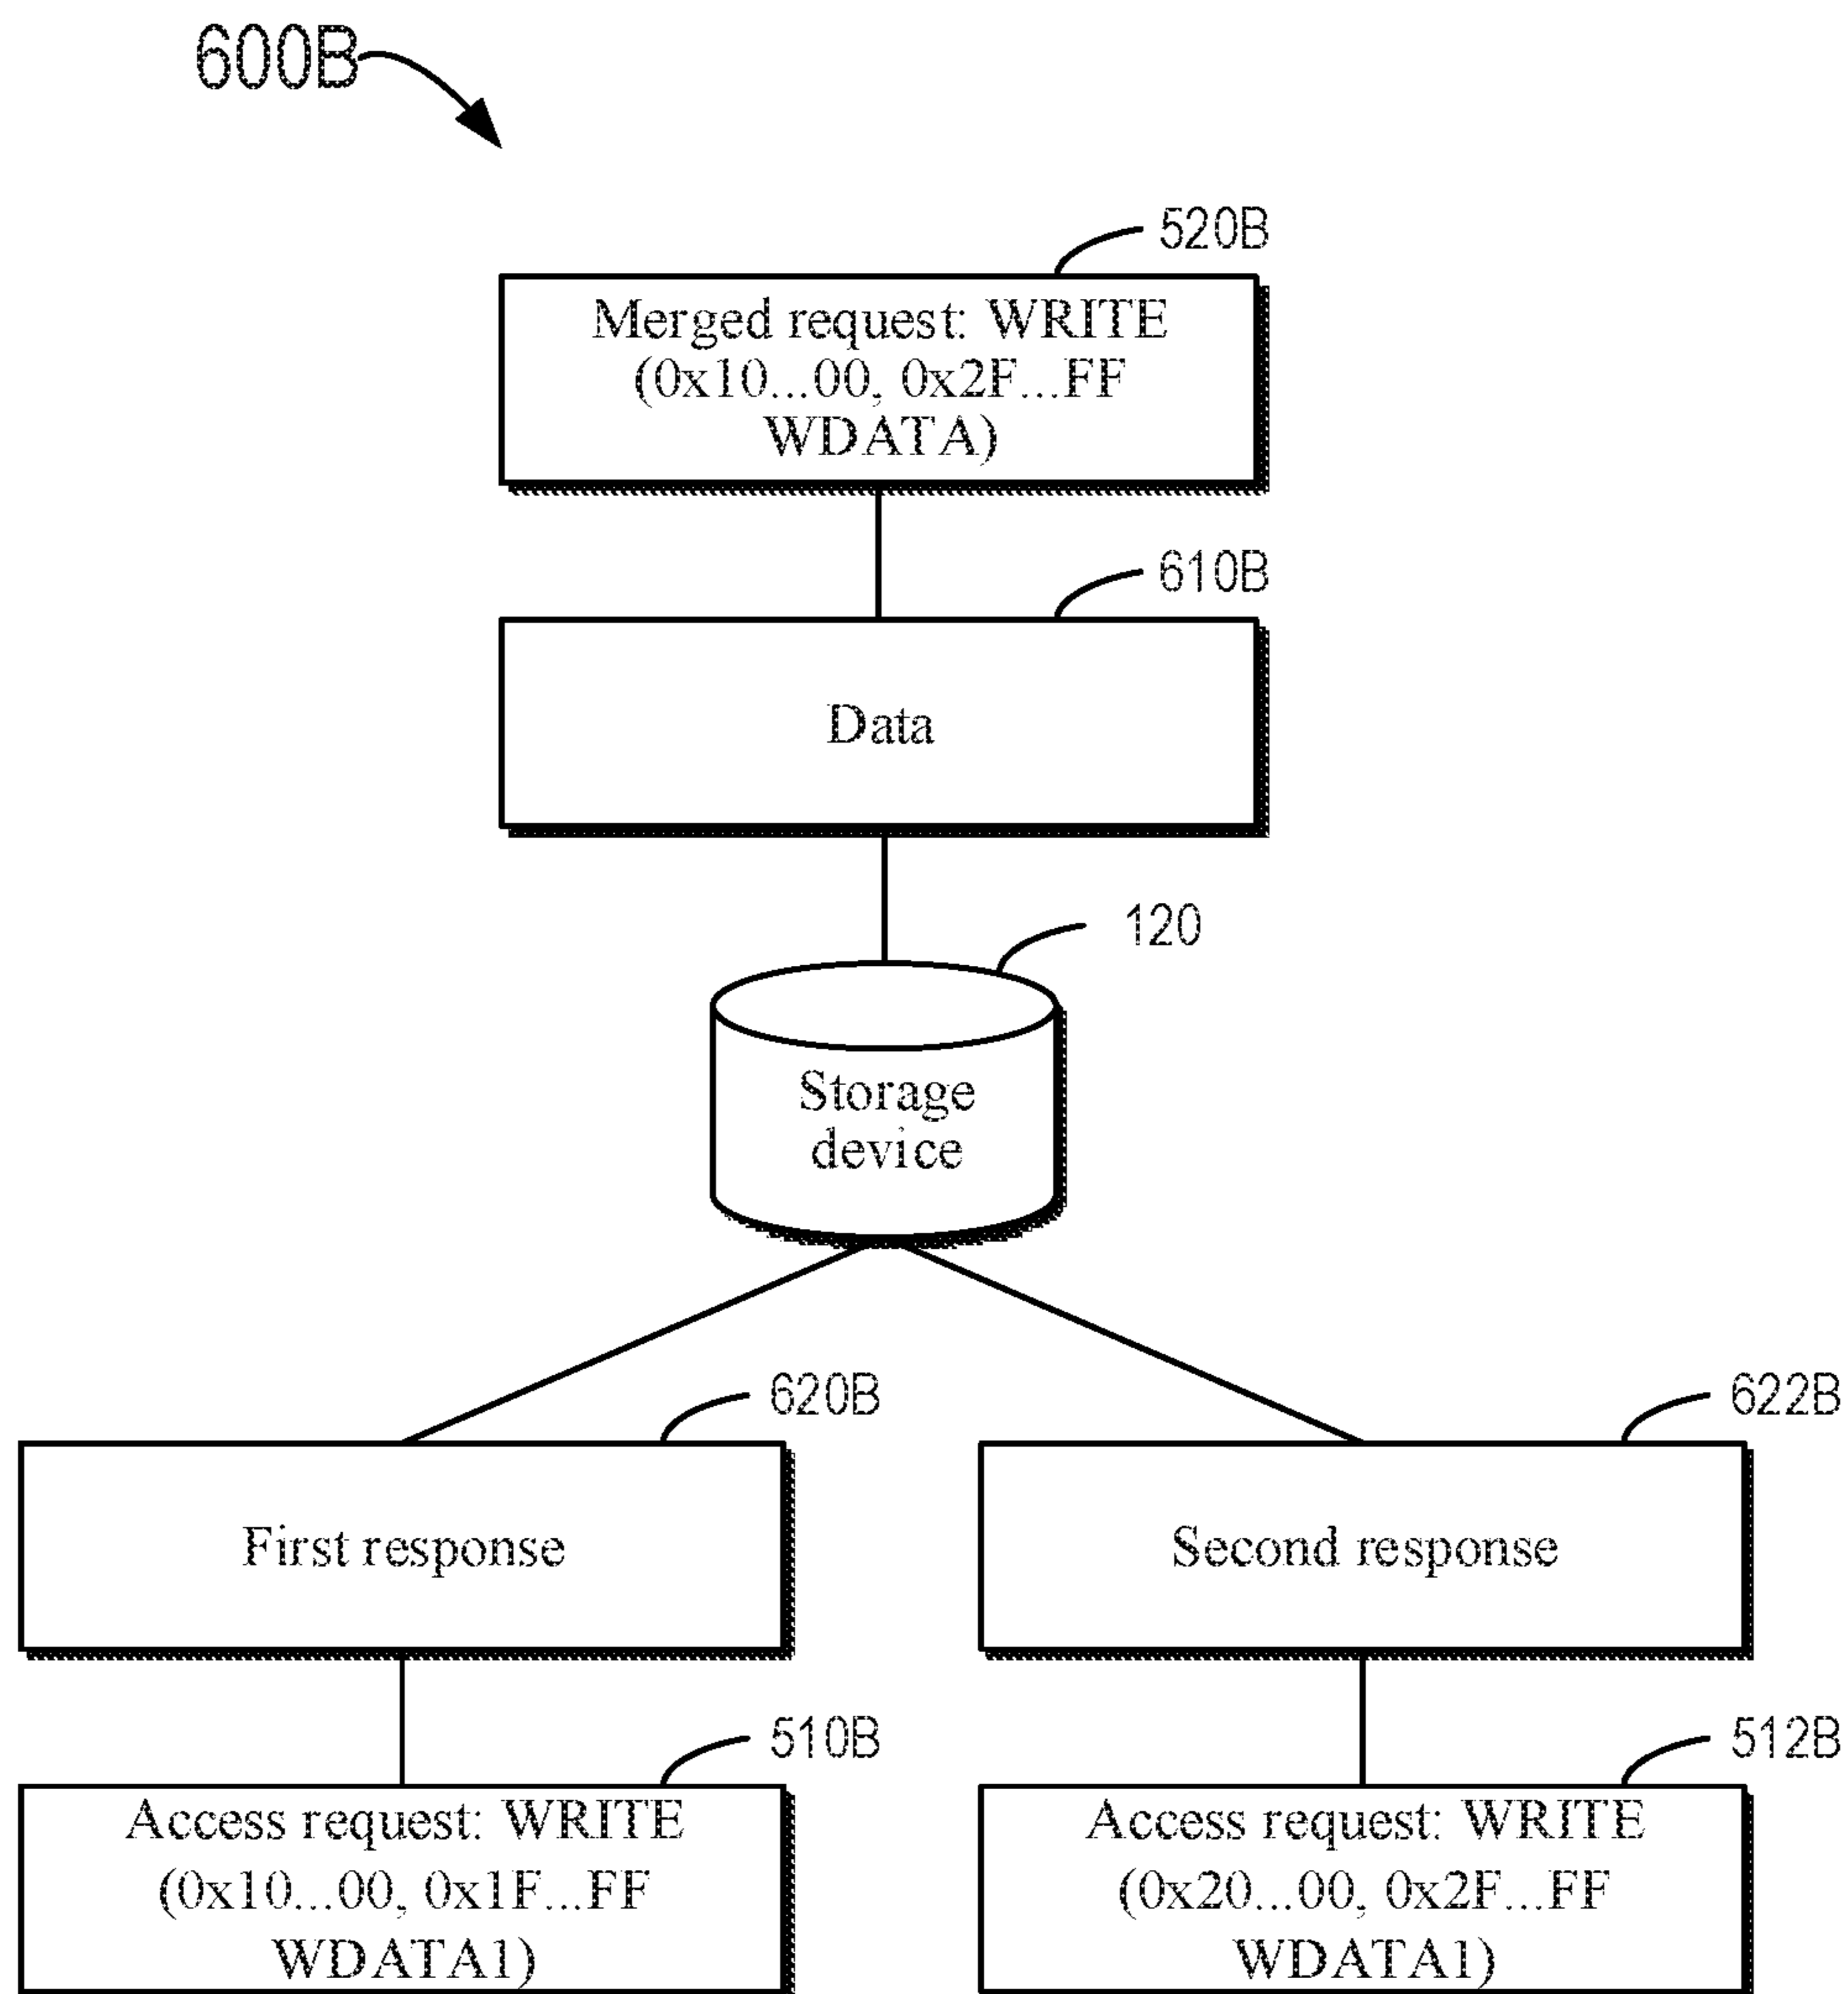 600B
520B
Merged request: WRITE
(0x10...00, 0x2F...FF
WDATA)
610B
Data
120
Storage
device
620B
622B
First response
Second response
510B
512B
Access request: WRITE
(0x10...00, 0x1F...FF
WDATA1)
Access request: WRITE
(0x20...00, 0x2F...FF
WDATA1)